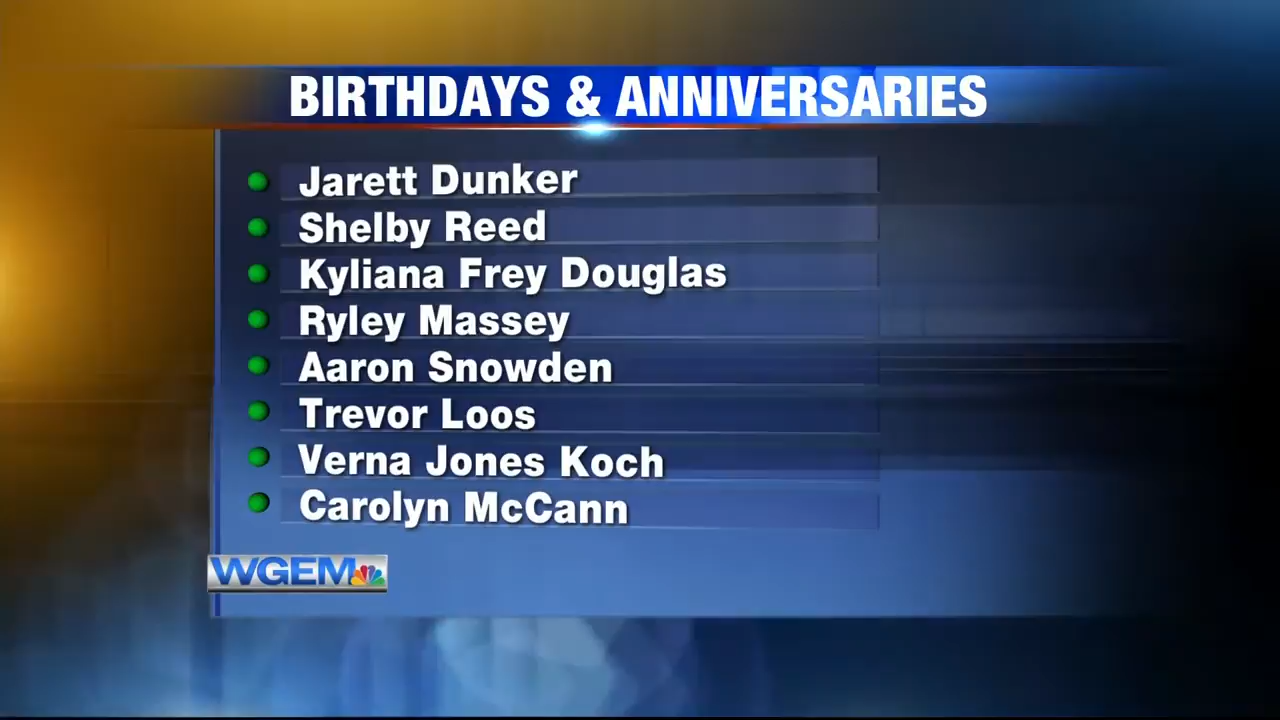 BIRTHDAYS & ANNIVERSARIES
Jarett Dunker
Shelby Reed
Kyliana Frey Douglas
Ryley Massey
Aaron Snowden
Trevor Loos
Verna Jones Koch
Carolyn McCann
WGEM